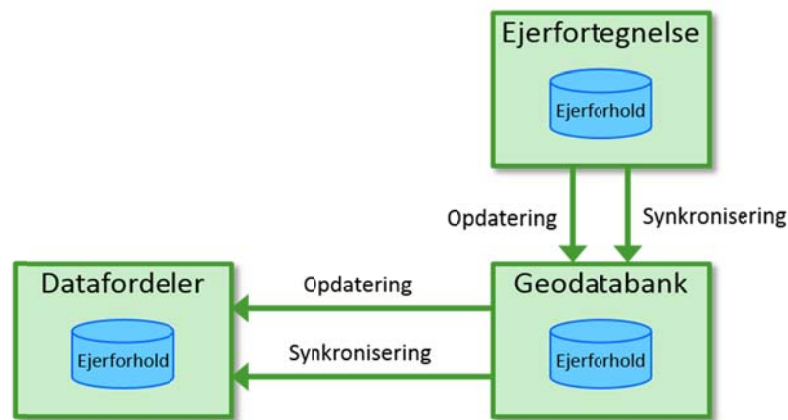 Ejerfortegnelse
Ejerforhold
Opdatering
Synkronisering
Datafordeler
Opdatering
Geodatabank
Synkronisering
Ejerforhold
Ejerforhold